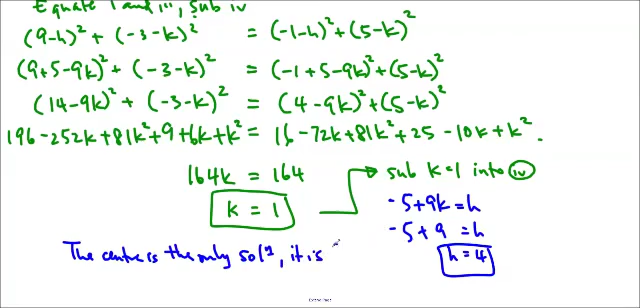 Equate i and iii, sub iv
(9-h)² + (-3-k)² = (-1-h)² + (5-k)²
(9+5-9k)² + (-3-k)² = (-1+5-9k)² + (5-k)²
(14-9k)² + (-3-k)² = (4-9k)² + (5-k)²
196-252k+81k²+9+6k+k² = 16-72k+81k²+25-10k+k².
164k = 164
k = 1
sub k=1 into iv
-5+9k = h
-5+9 = h
h = 4
The centre is the only solⁿ, it is